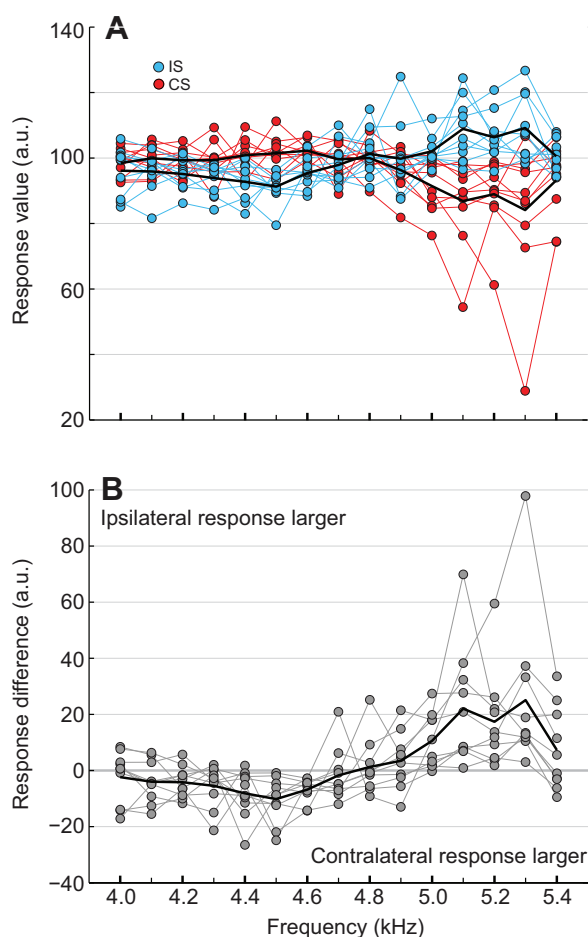 A
IS
CS
140
100
60
20
Response value (a.u.)
B
Ipsilateral response larger
100
80
60
40
20
0
−20
−40
Response difference (a.u.)
Contralateral response larger
4.0 4.2 4.4 4.6 4.8 5.0 5.2 5.4
Frequency (kHz)